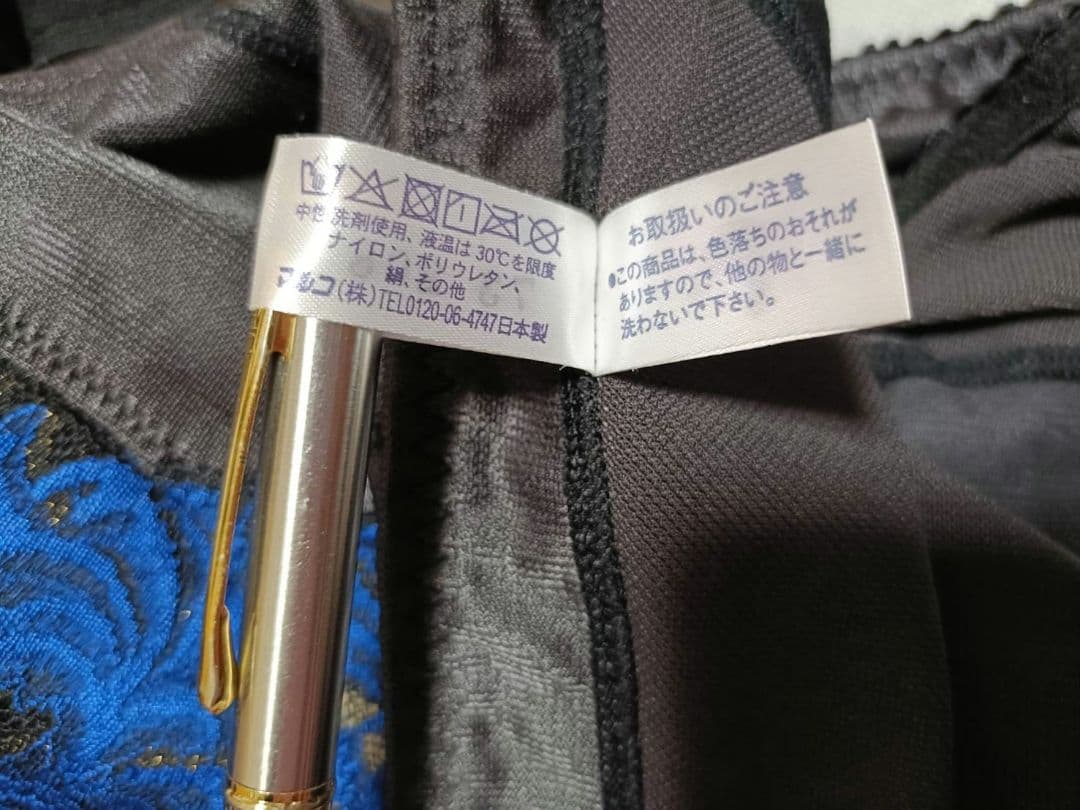 中性洗剤使用、液温は30℃を限度
ナイロン、ポリウレタン、
絹、その他
マルコ(株)TEL0120-06-4747日本製
お取扱いのご注意
●この商品は、色落ちのおそれが
ありますので、他の物と一緒に
洗わないで下さい。